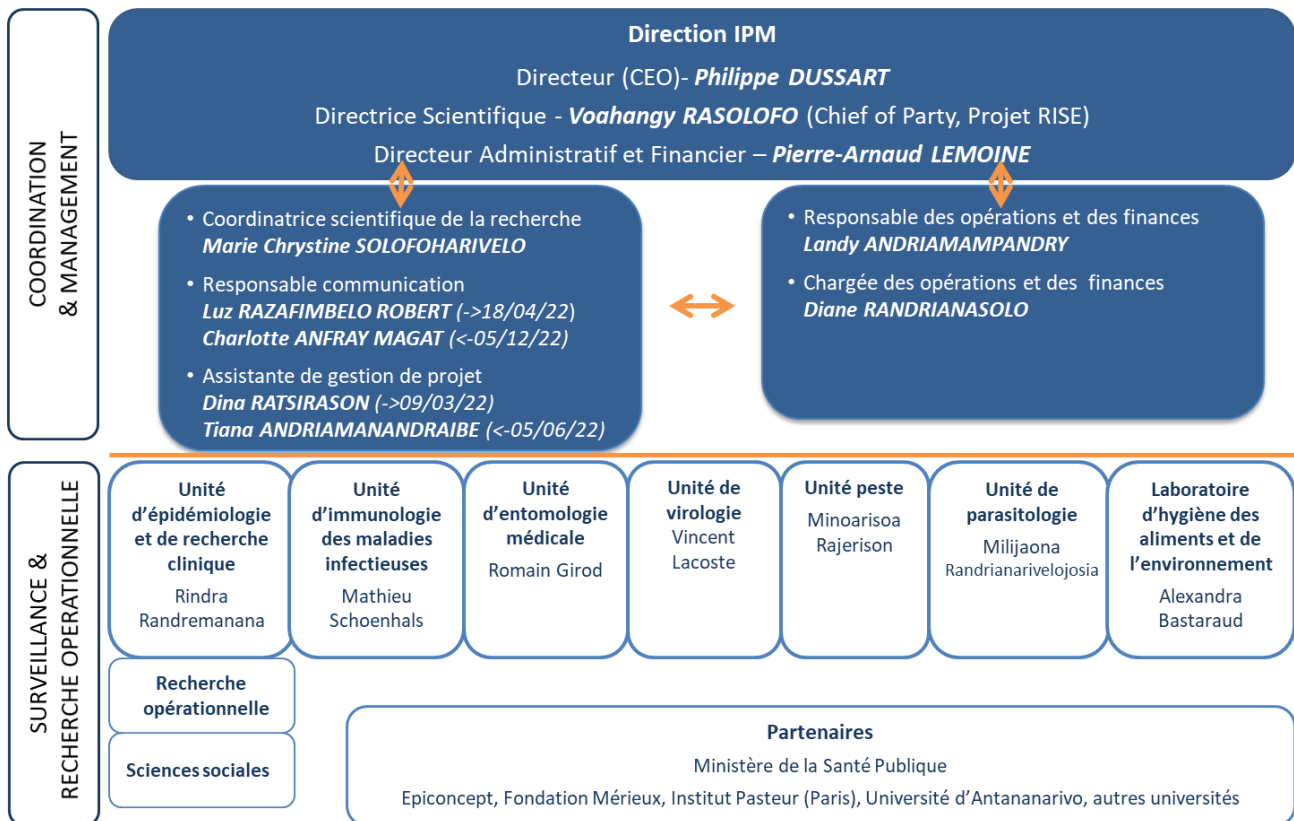 COORDINATION
& MANAGEMENT
Direction IPM
Directeur (CEO)- Philippe DUSSART
Directrice Scientifique - Voahangy RASOLOFO (Chief of Party, Projet RISE)
Directeur Administratif et Financier – Pierre-Arnaud LEMOINE
• Coordinatrice scientifique de la recherche
Marie Chrystine SOLOFOHARIVELO
• Responsable communication
Luz RAZAFIMBELO ROBERT (->18/04/22)
Charlotte ANFRAY MAGAT (<-05/12/22)
• Assistante de gestion de projet
Dina RATSIRASON (->09/03/22)
Tiana ANDRIAMANANDRAIBE (<-05/06/22)
• Responsable des opérations et des finances
Landy ANDRIAMAMPANDRY
• Chargée des opérations et des finances
Diane RANDRIANASOLO
SURVEILLANCE &
RECHERCHE OPERATIONNELLE
Unité
d'épidémiologie
et de recherche
clinique
Rindra
Randremanana
Unité
d'immunologie
des maladies
infectieuses
Mathieu
Schoenhals
Unité
d'entomologie
médicale
Romain Girod
Unité de
virologie
Vincent
Lacoste
Unité peste
Minoarisoa
Rajerison
Unité de
parasitologie
Milijaona
Randrianarivelojosia
Laboratoire
d'hygiène des
aliments et de
l'environnement
Alexandra
Bastaraud
Recherche
opérationnelle
Sciences sociales
Partenaires
Ministère de la Santé Publique
Epiconcept, Fondation Mérieux, Institut Pasteur (Paris), Université d'Antananarivo, autres universités